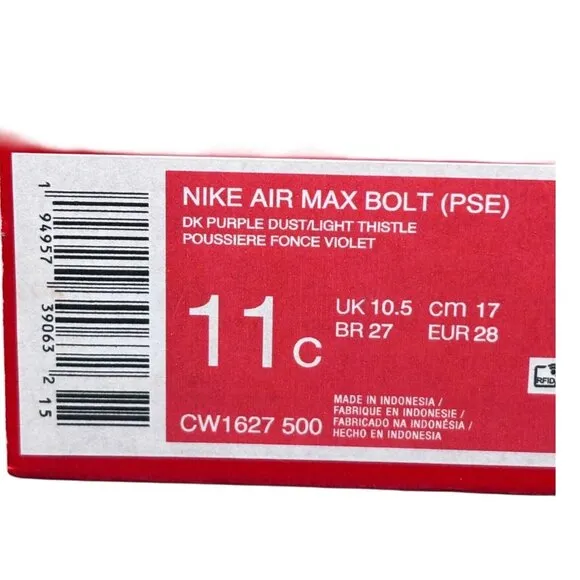 NIKE AIR MAX BOLT (PSE)
DK PURPLE DUST/LIGHT THISTLE
POUSSIERE FONCE VIOLET
11 C
UK 10.5 cm 17
BR 27 EUR 28
RFID
MADE IN INDONESIA /
FABRIQUE EN INDONESIE /
FABRICADO NA INDONÉSIA /
HECHO EN INDONESIA
CW1627 500
1 94957 39063 2 15